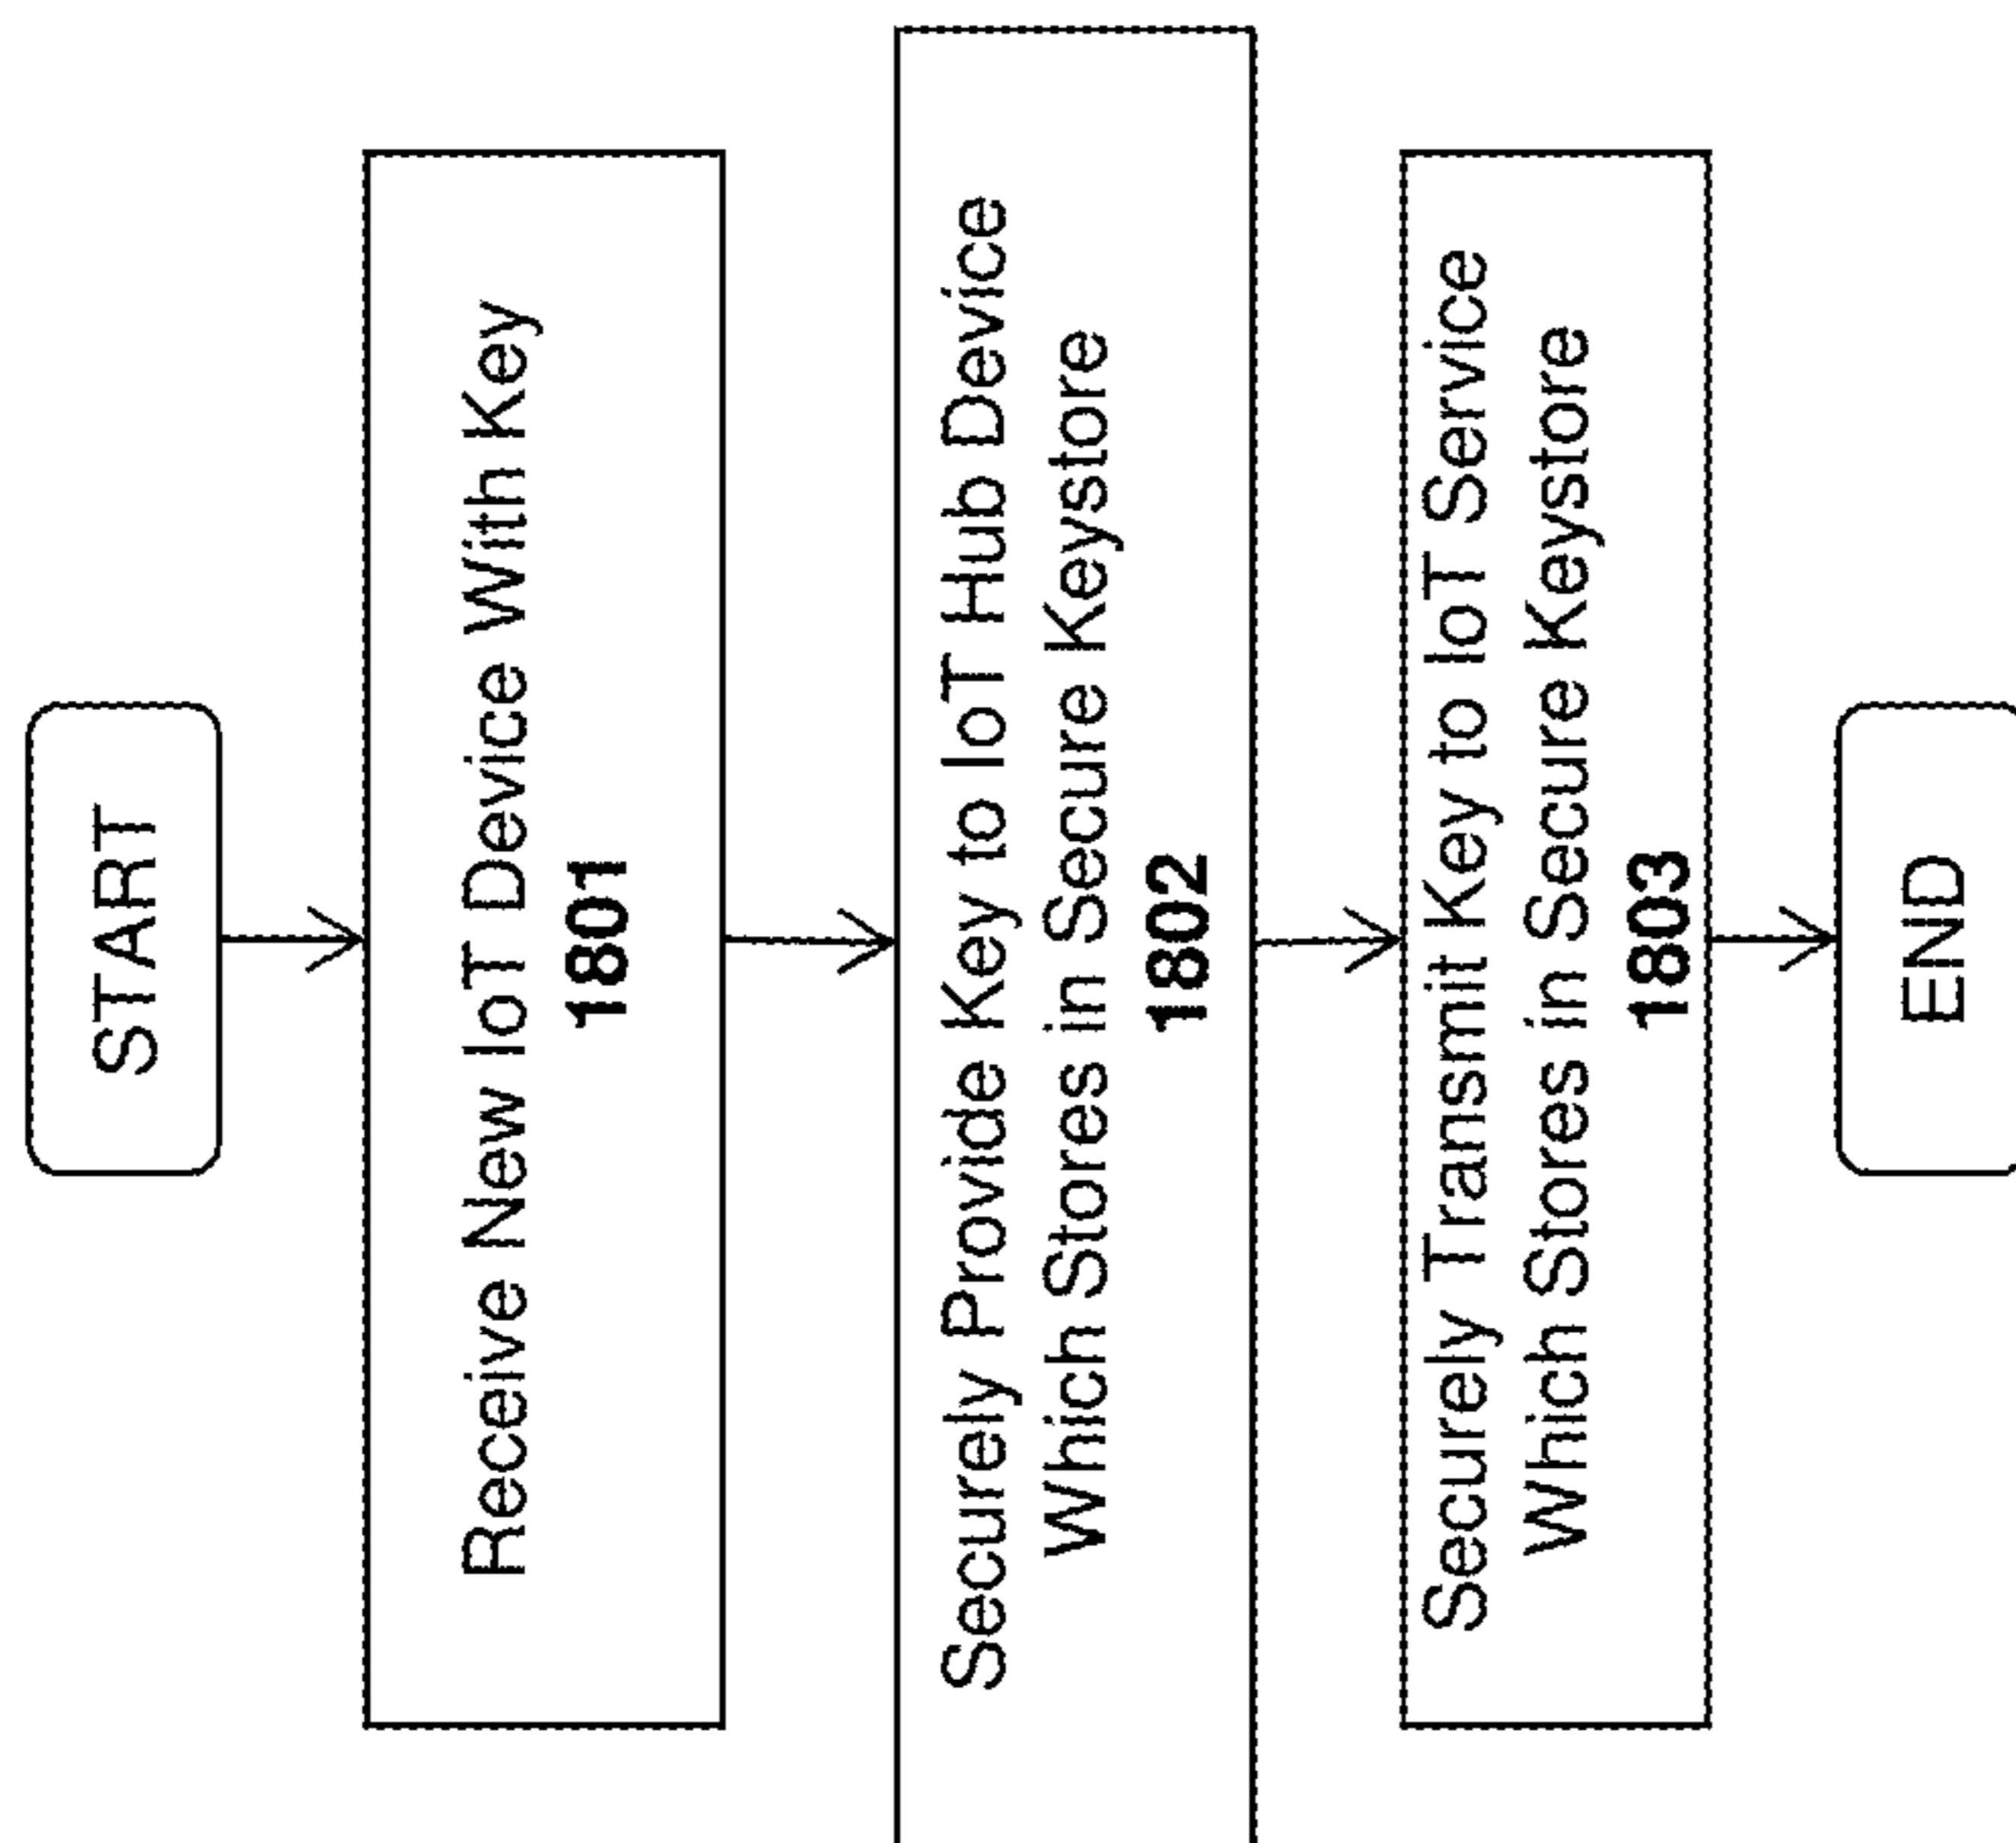 START
Receive New IoT Device With Key
1801
Securely Provide Key to IoT Hub Device
Which Stores in Secure Keystore
1802
Securely Transmit Key to IoT Service
Which Stores in Secure Keystore
1803
END